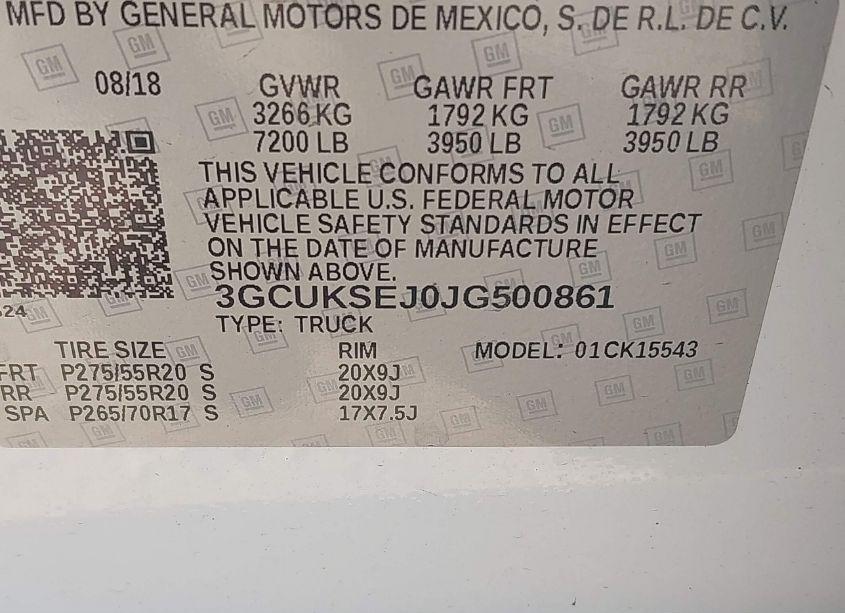 MFD BY GENERAL MOTORS DE MEXICO, S. DE R.L. DE C.V.
08/18 GVWR GAWR FRT GAWR RR
3266 KG 1792 KG 1792 KG
7200 LB 3950 LB 3950 LB
THIS VEHICLE CONFORMS TO ALL
APPLICABLE U.S. FEDERAL MOTOR
VEHICLE SAFETY STANDARDS IN EFFECT
ON THE DATE OF MANUFACTURE
SHOWN ABOVE.
3GCUKSEJ0JG500861
624
TYPE: TRUCK
TIRE SIZE RIM MODEL: 01CK15543
FRT P275/55R20 S 20X9J
RR P275/55R20 S 20X9J
SPA P265/70R17 S 17X7.5J